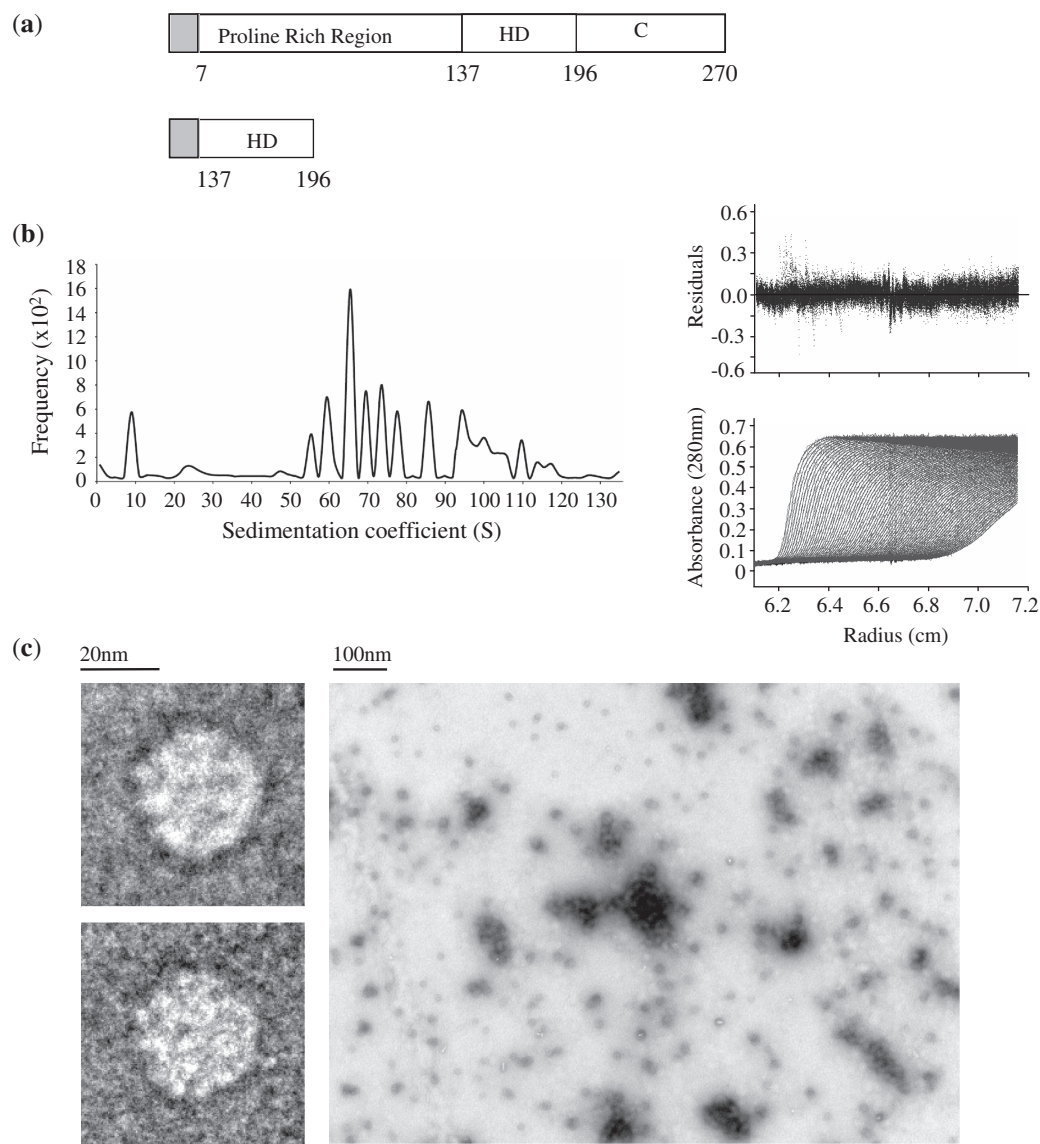 (a)
Proline Rich Region HD C
7 137 196 270
HD
137 196
(b)
Frequency (x10²)
18
16
14
12
10
8
6
4
2
0
0 10 20 30 40 50 60 70 80 90 100 110 120 130
Sedimentation coefficient (S)
Residuals
0.6
0.3
0.0
-0.3
-0.6
Absorbance (280nm)
0.7
0.6
0.5
0.4
0.3
0.2
0.1
0
6.2 6.4 6.6 6.8 7.0 7.2
Radius (cm)
(c)
20nm 100nm